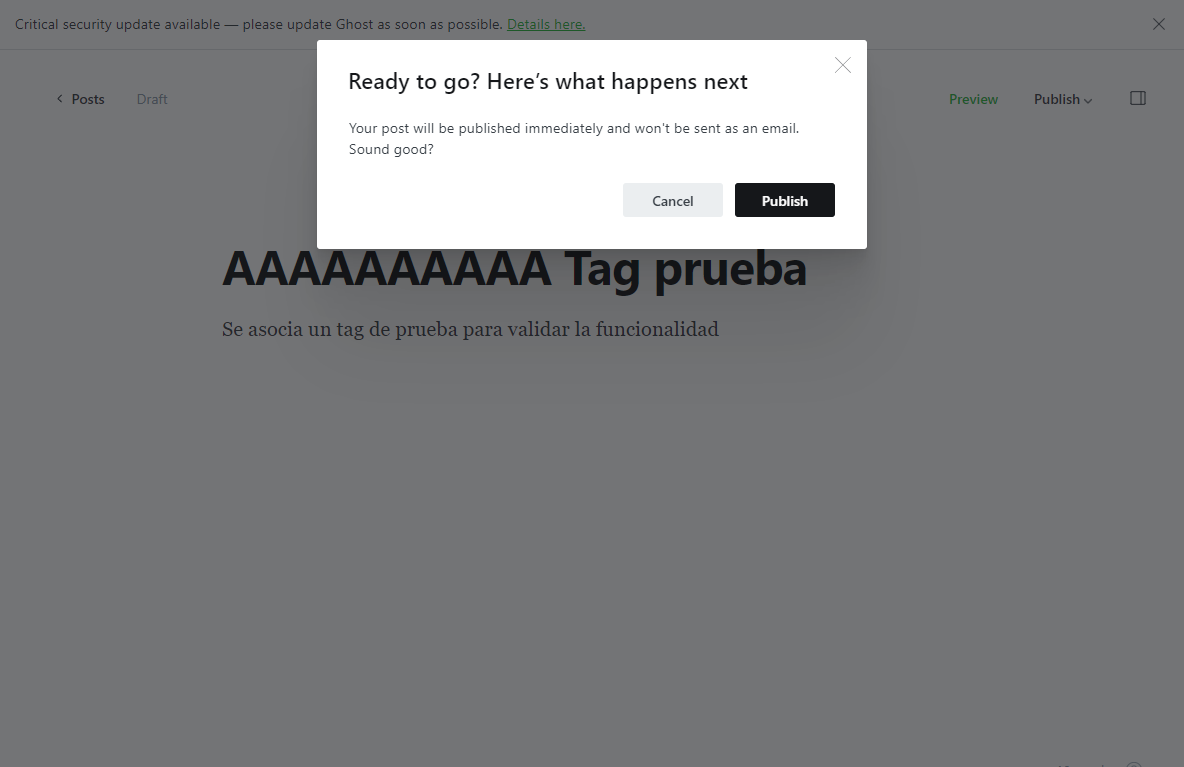 Critical security update available — please update Ghost as soon as possible. Details here.
Ready to go? Here’s what happens next
Posts Draft Preview Publish
Your post will be published immediately and won't be sent as an email.
Sound good?
Cancel Publish
AAAAAAAAAA Tag prueba
Se asocia un tag de prueba para validar la funcionalidad